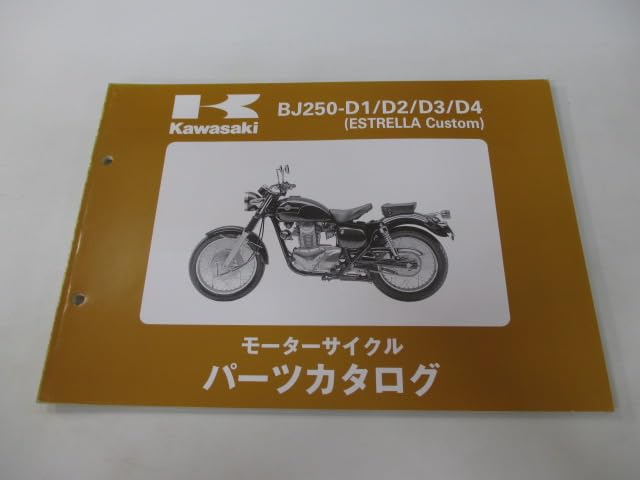 Kawasaki
BJ250-D1/D2/D3/D4
(ESTRELLA Custom)
モーターサイクル
パーツカタログ